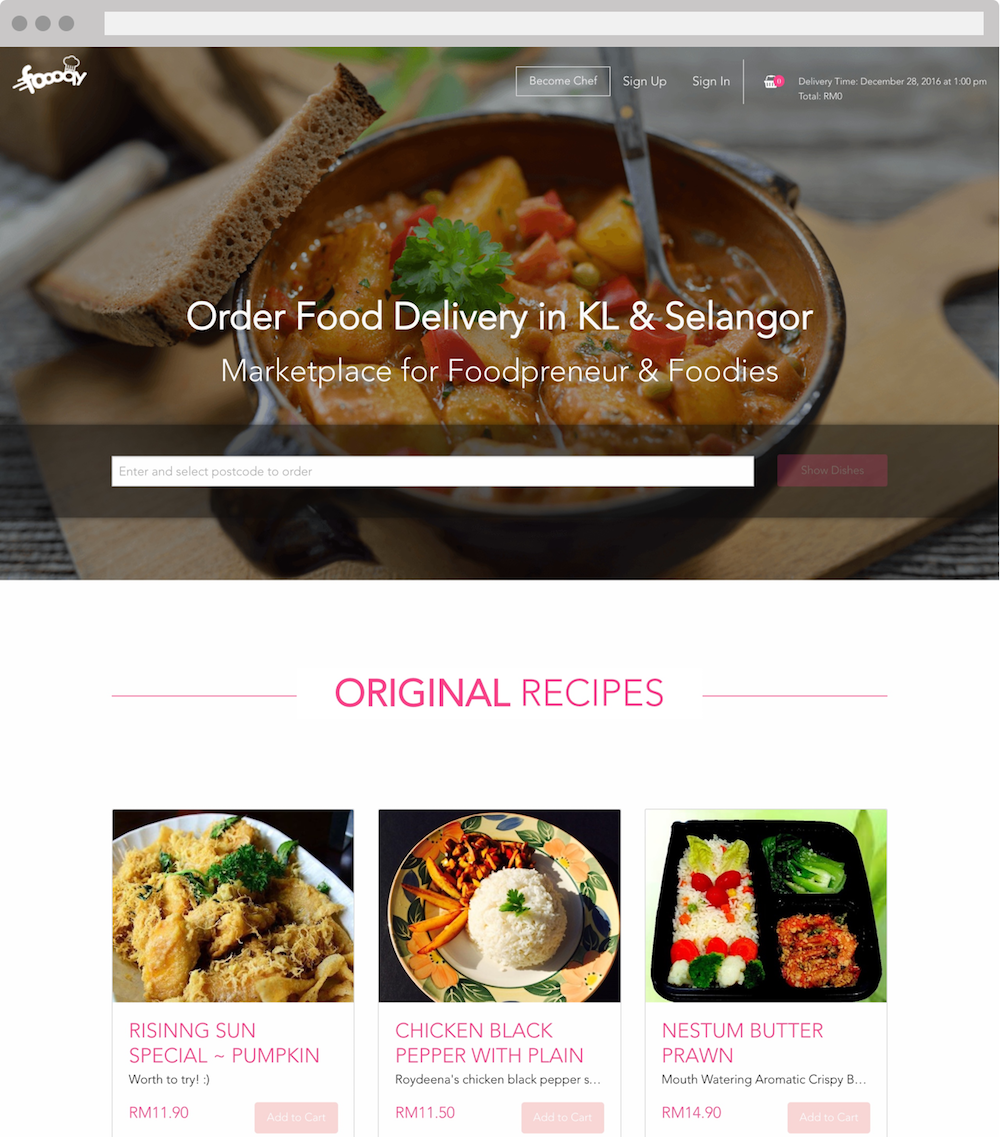 foooody
Become Chef
Sign Up
Sign In
0
Delivery Time: December 28, 2016 at 1:00 pm
Total: RM0
Order Food Delivery in KL & Selangor
Marketplace for Foodpreneur & Foodies
Enter and select postcode to order
Show Dishes
ORIGINAL RECIPES
RISINNG SUN
SPECIAL ~ PUMPKIN
Worth to try! :)
RM11.90
Add to Cart
CHICKEN BLACK
PEPPER WITH PLAIN
Roydeena's chicken black pepper s...
RM11.50
Add to Cart
NESTUM BUTTER
PRAWN
Mouth Watering Aromatic Crispy B...
RM14.90
Add to Cart